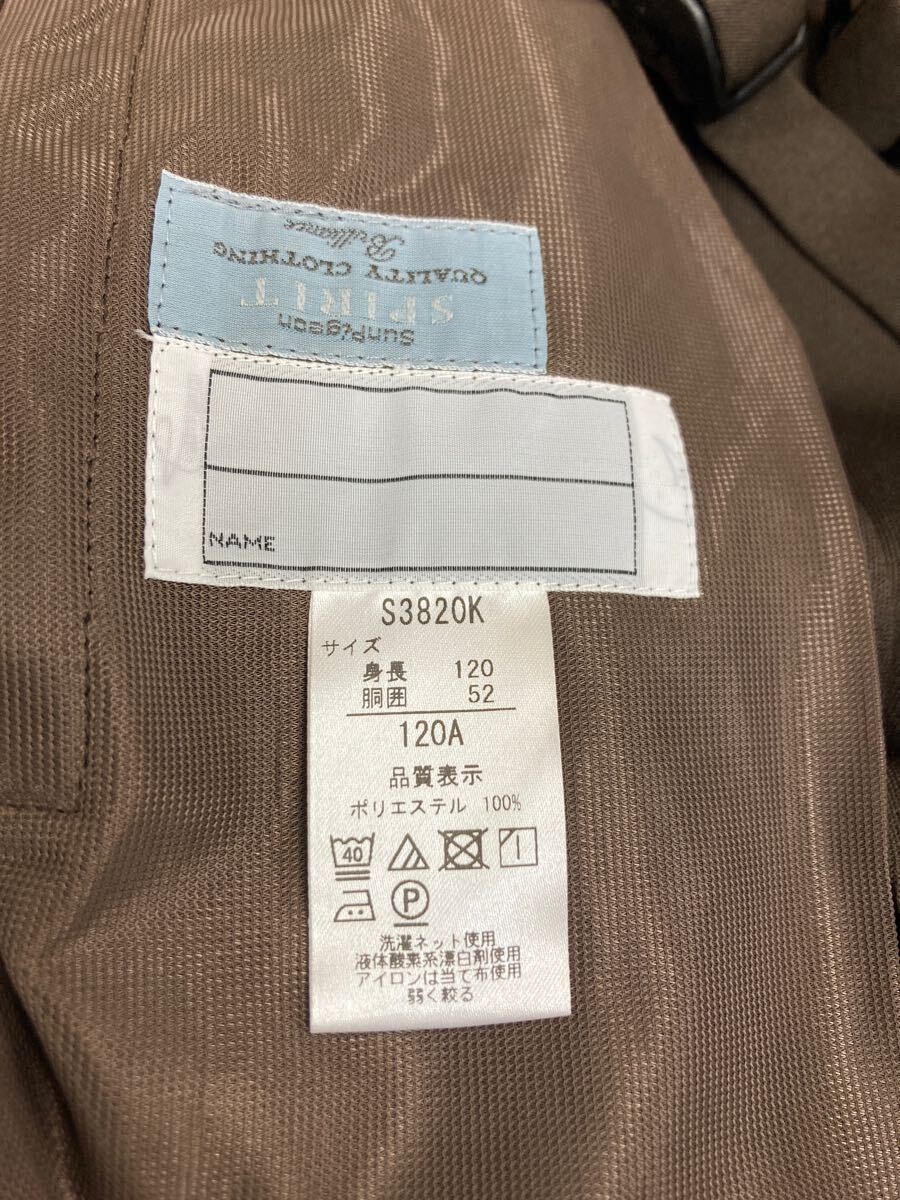 SunPigeon
SPIRIT
QUALITY CLOTHING
Brilliance
NAME
S3820K
サイズ
身長 120
胴囲 52
120A
品質表示
ポリエステル 100%
40
P
洗濯ネット使用
液体酸素系漂白剤使用
アイロンは当て布使用
弱く絞る